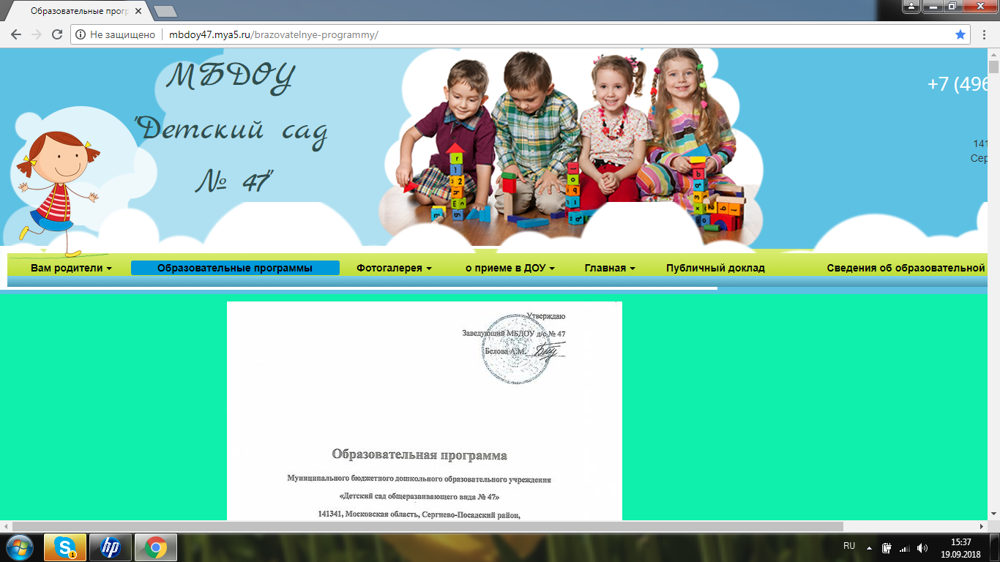 Образовательные прогр
Не защищено
mbdoy47.mya5.ru/brazovatelnye-programmy/
МБДОУ
"Детский сад
№ 47"
+7 (496
141
Сер
Вам родители
Образовательные программы
Фотогалерея
о приеме в ДОУ
Главная
Публичный доклад
Сведения об образовательной
Утверждаю
Заведующий МБДОУ д/с № 47
Белова А.М.
Образовательная программа
Муниципального бюджетного дошкольного образовательного учреждения
«Детский сад общеразвивающего вида № 47»
141341, Московская область, Сергиево-Посадский район,
1
hp
RU
15:37
19.09.2018